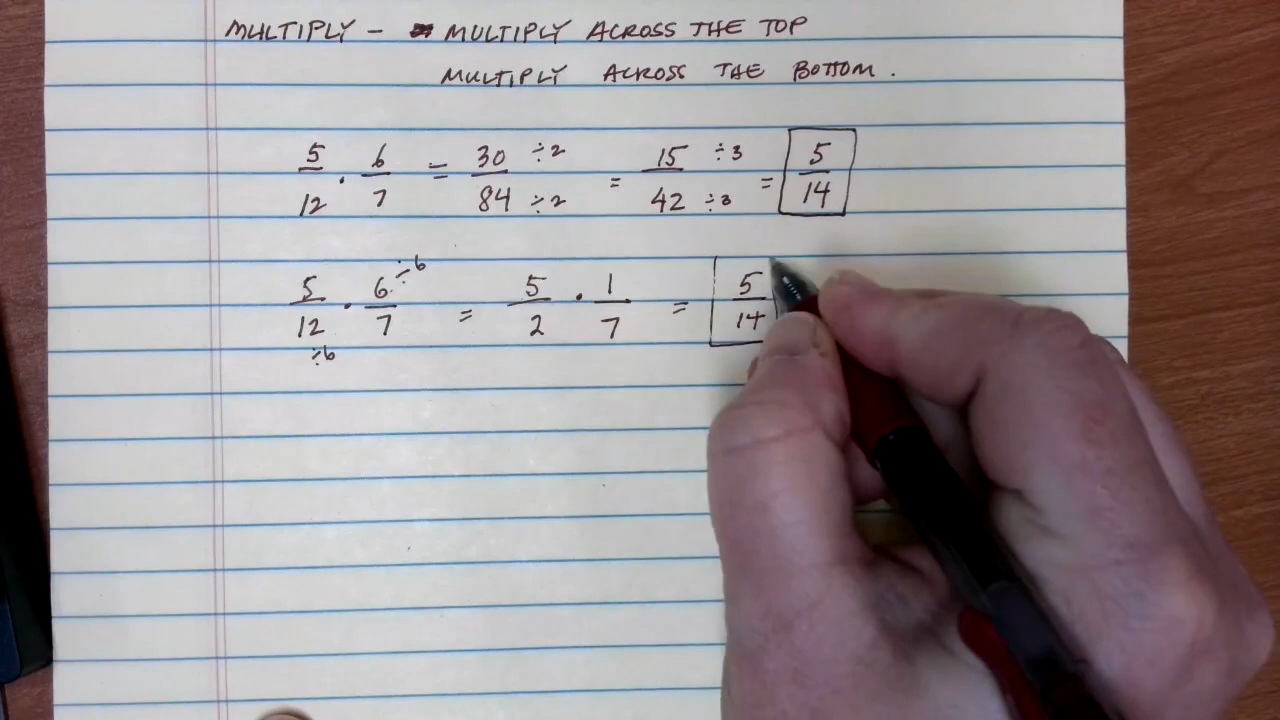 MULTIPLY - MULTIPLY ACROSS THE TOP
MULTIPLY ACROSS THE BOTTOM.
5/12 · 6/7 = 30/84 ÷2/÷2 = 15/42 ÷3/÷3 = 5/14
5/12 ÷6 · 6/7 ÷6 = 5/2 · 1/7 = 5/14